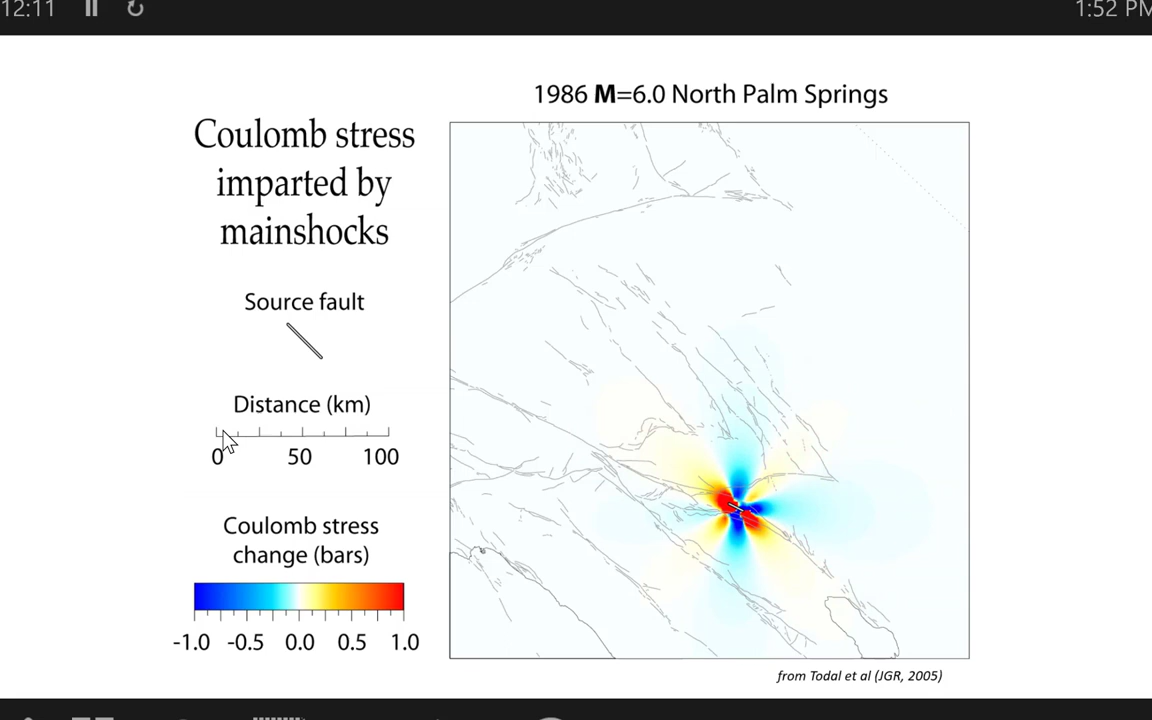 12:11
1:52 PM
1986 M=6.0 North Palm Springs
Coulomb stress
imparted by
mainshocks
Source fault
Distance (km)
0 50 100
Coulomb stress
change (bars)
-1.0 -0.5 0.0 0.5 1.0
from Todal et al (JGR, 2005)